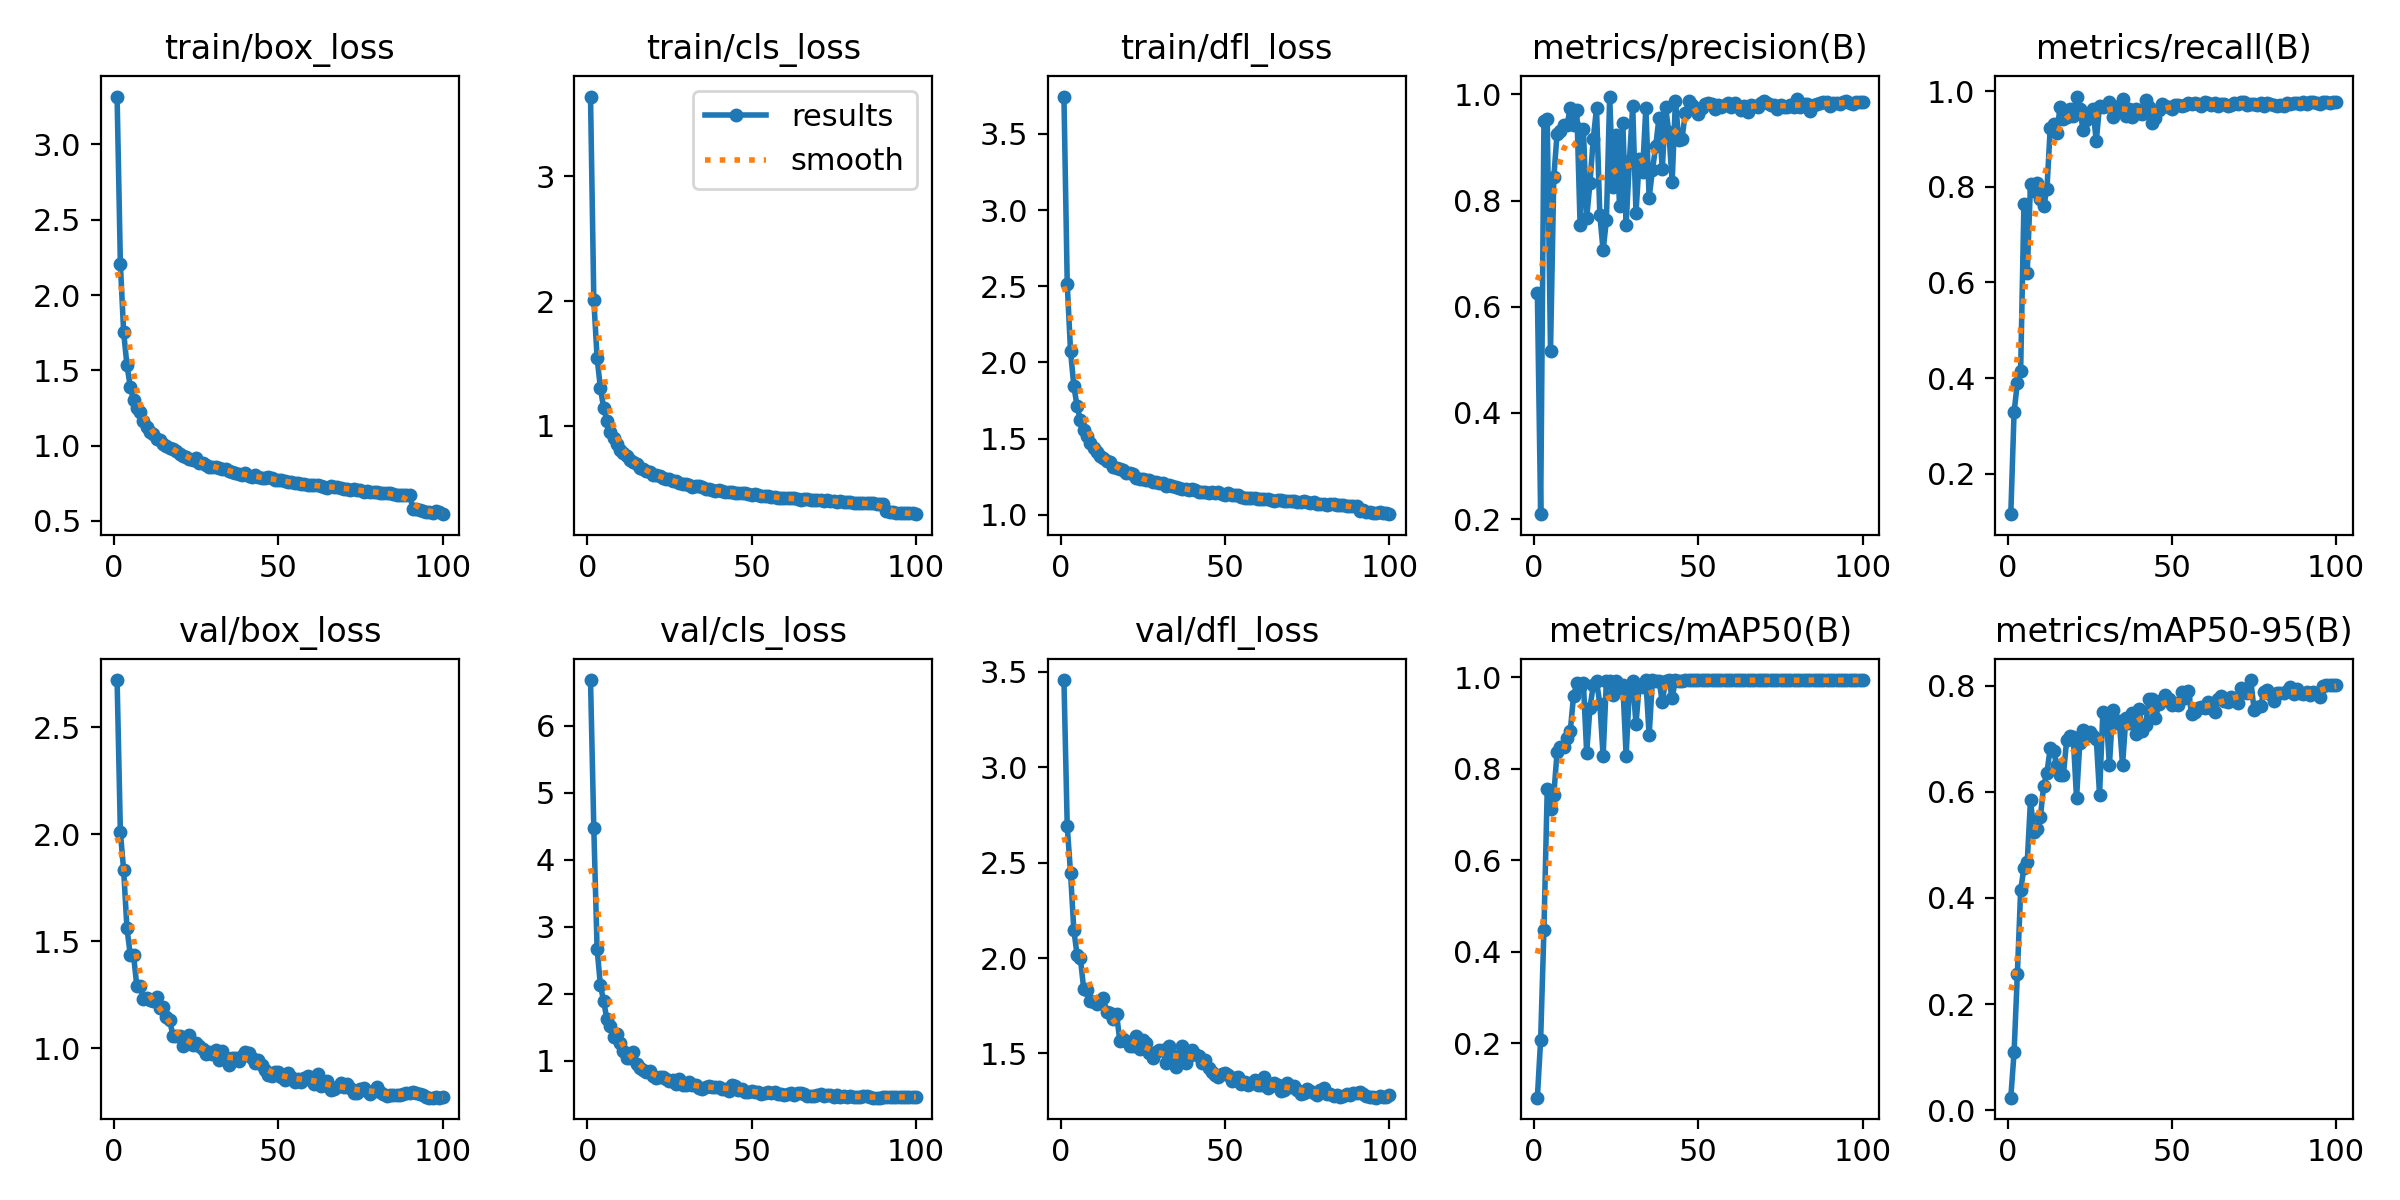 train/box_loss
train/cls_loss
train/dfl_loss
metrics/precision(B)
metrics/recall(B)
3.0
2.5
2.0
1.5
1.0
0.5
0 50 100
results
smooth
3
2
1
0 50 100
3.5
3.0
2.5
2.0
1.5
1.0
0 50 100
1.0
0.8
0.6
0.4
0.2
0 50 100
1.0
0.8
0.6
0.4
0.2
0 50 100
val/box_loss
val/cls_loss
val/dfl_loss
metrics/mAP50(B)
metrics/mAP50-95(B)
2.5
2.0
1.5
1.0
0 50 100
6
5
4
3
2
1
0 50 100
3.5
3.0
2.5
2.0
1.5
0 50 100
1.0
0.8
0.6
0.4
0.2
0 50 100
0.8
0.6
0.4
0.2
0.0
0 50 100